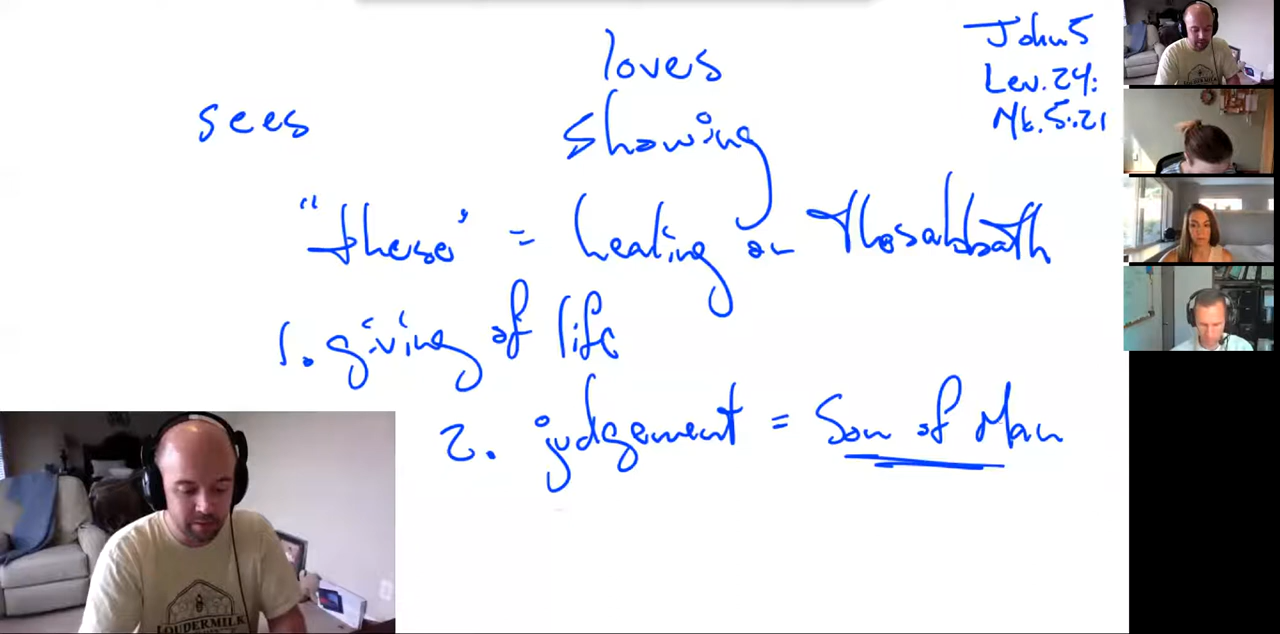 loves
John 5
Lev. 24:
Mk. 5:21
sees
showing
"these" = healing on the sabbath
1. giving of life
2. judgement = Son of Man
LOUDERMILK